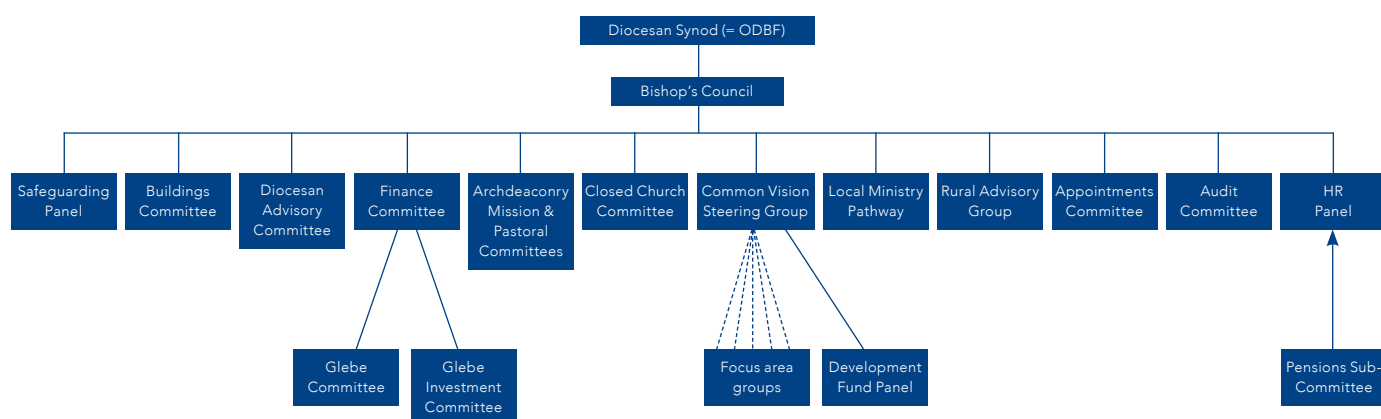 Diocesan Synod (= ODBF)
Bishop's Council
Safeguarding
Panel
Buildings
Committee
Diocesan
Advisory
Committee
Finance
Committee
Archdeaconry
Mission &
Pastoral
Committees
Closed Church
Committee
Common Vision
Steering Group
Local Ministry
Pathway
Rural Advisory
Group
Appointments
Committee
Audit
Committee
HR
Panel
Glebe
Committee
Glebe
Investment
Committee
Focus area
groups
Development
Fund Panel
Pensions Sub-
Committee